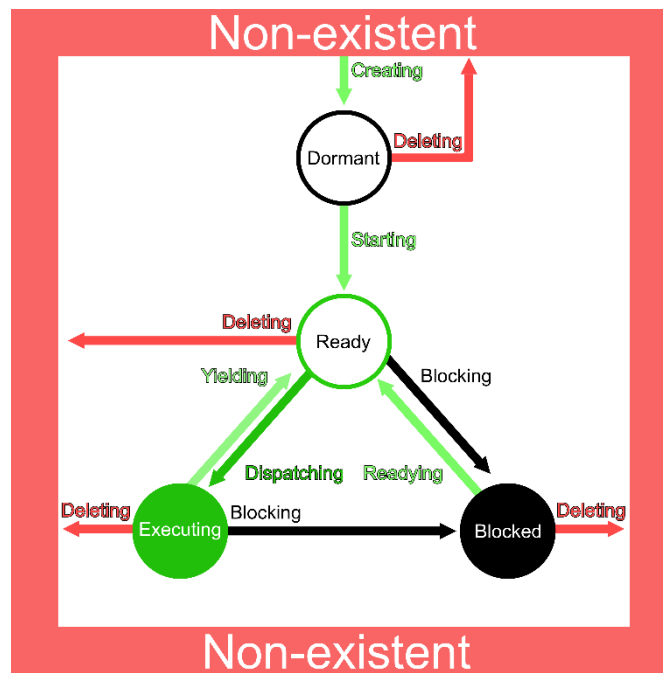 Non-existent
Creating
Deleting
Dormant
Starting
Deleting
Ready
Yielding
Blocking
Dispatching
Readying
Deleting
Executing
Blocking
Blocked
Deleting
Non-existent